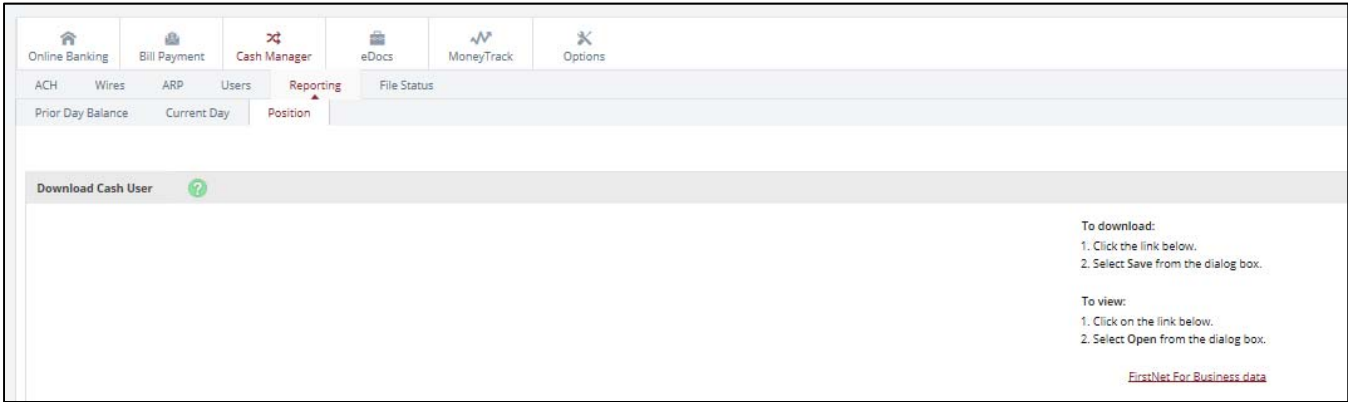 Online Banking Bill Payment Cash Manager eDocs MoneyTrack Options
ACH Wires ARP Users Reporting File Status
Prior Day Balance Current Day Position
Download Cash User ?
To download:
1. Click the link below.
2. Select Save from the dialog box.
To view:
1. Click on the link below.
2. Select Open from the dialog box.
FirstNet For Business data